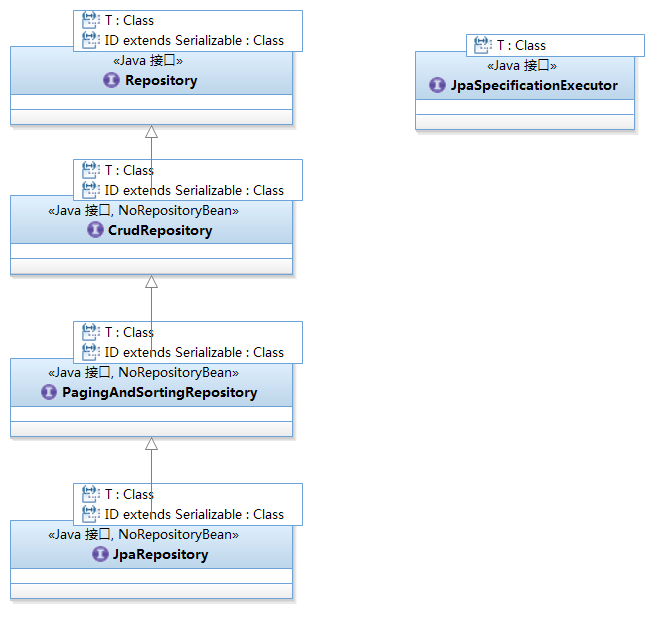 T : Class
ID extends Serializable : Class
«Java 接口»
Repository
T : Class
«Java 接口»
JpaSpecificationExecutor
T : Class
ID extends Serializable : Class
«Java 接口, NoRepositoryBean»
CrudRepository
T : Class
ID extends Serializable : Class
«Java 接口, NoRepositoryBean»
PagingAndSortingRepository
T : Class
ID extends Serializable : Class
«Java 接口, NoRepositoryBean»
JpaRepository